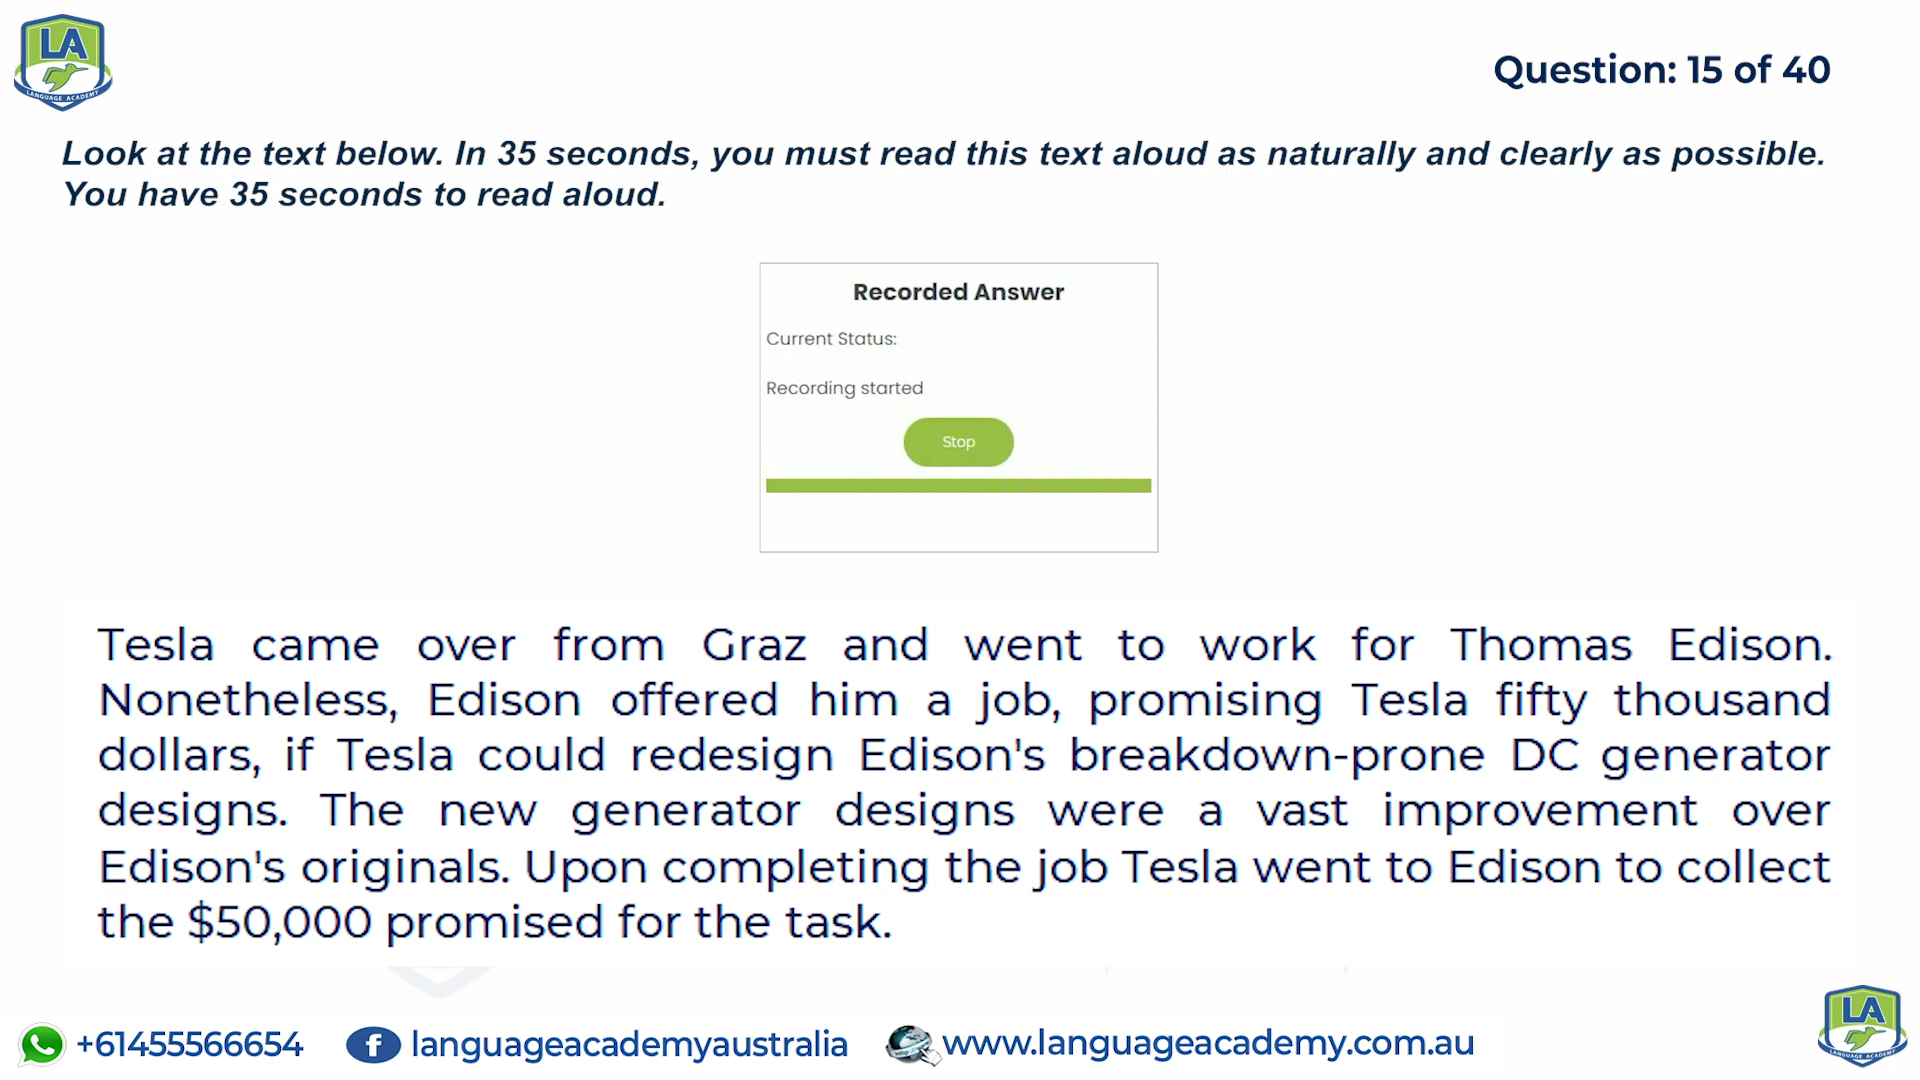 LA
LANGUAGE ACADEMY
Question: 15 of 40
Look at the text below. In 35 seconds, you must read this text aloud as naturally and clearly as possible.
You have 35 seconds to read aloud.
Recorded Answer
Current Status:
Recording started
Stop
Tesla came over from Graz and went to work for Thomas Edison.
Nonetheless, Edison offered him a job, promising Tesla fifty thousand
dollars, if Tesla could redesign Edison's breakdown-prone DC generator
designs. The new generator designs were a vast improvement over
Edison's originals. Upon completing the job Tesla went to Edison to collect
the $50,000 promised for the task.
+61455566654
f
languageacademyaustralia
www.languageacademy.com.au
LA
LANGUAGE ACADEMY